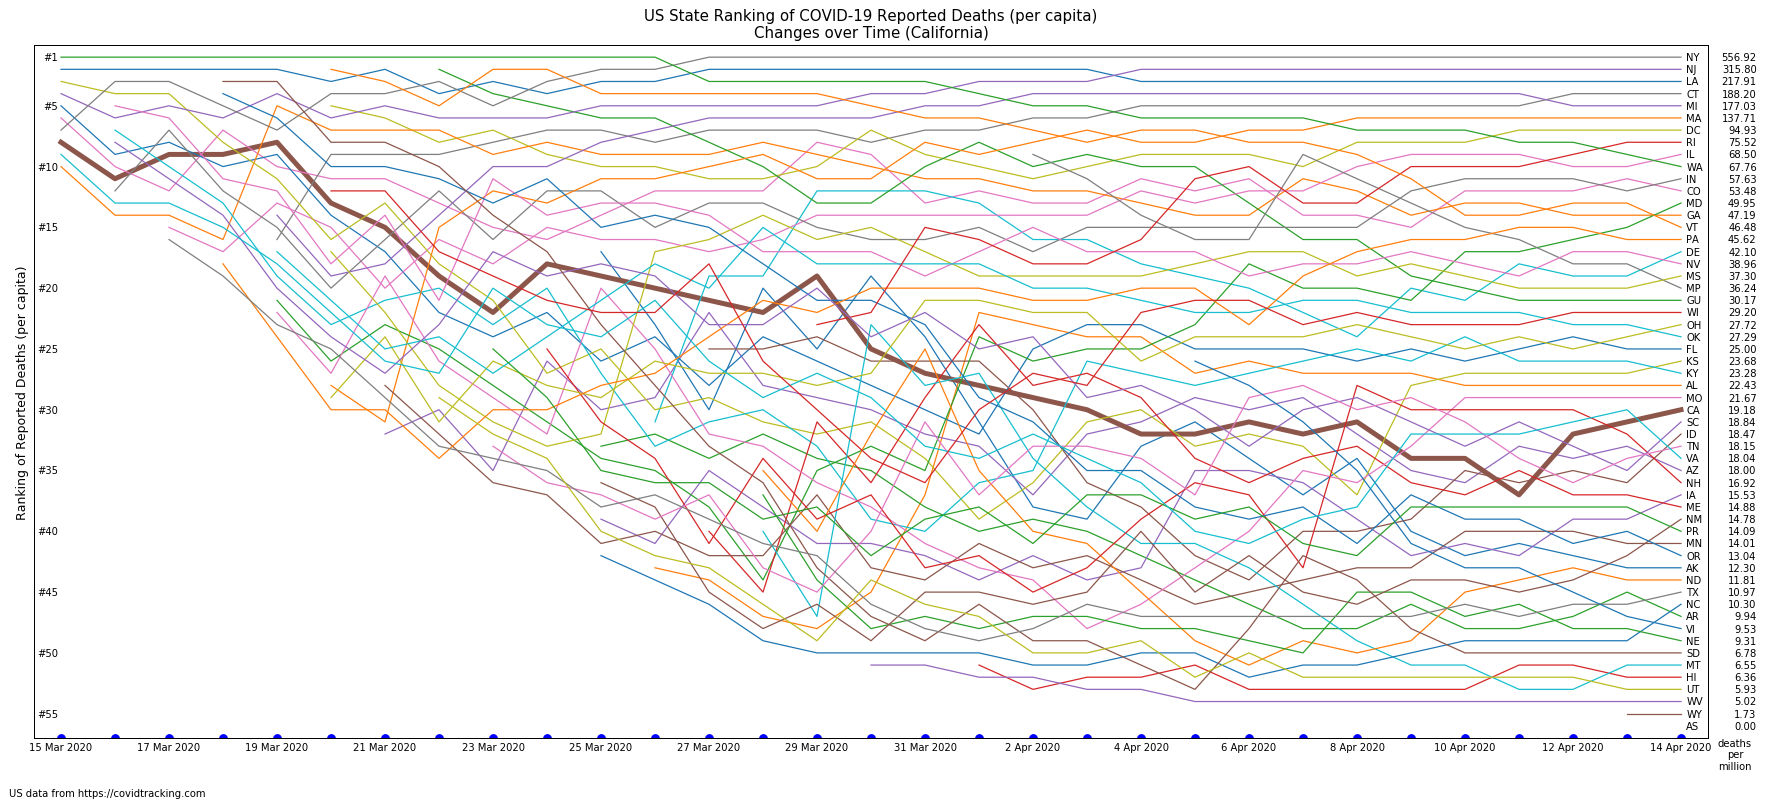 US State Ranking of COVID-19 Reported Deaths (per capita)
Changes over Time (California)
Ranking of Reported Deaths (per capita)
#1
#5
#10
#15
#20
#25
#30
#35
#40
#45
#50
#55
NY 556.92
NJ 315.80
LA 217.91
CT 188.20
MI 177.03
MA 137.71
DC 94.93
RI 75.52
IL 68.50
WA 67.76
IN 57.63
CO 53.48
MD 49.95
GA 47.19
VT 46.48
PA 45.62
DE 42.10
NV 38.96
MS 37.30
MP 36.24
GU 30.17
WI 29.20
OH 27.72
OK 27.29
FL 25.00
KS 23.68
KY 23.28
AL 22.43
MO 21.67
CA 19.18
SC 18.84
ID 18.47
TN 18.15
VA 18.04
AZ 18.00
NH 16.92
IA 15.53
ME 14.88
NM 14.78
PR 14.09
MN 14.01
OR 13.04
AK 12.30
ND 11.81
TX 10.97
NC 10.30
AR 9.94
VI 9.53
NE 9.31
SD 6.78
MT 6.55
HI 6.36
UT 5.93
WV 5.02
WY 1.73
AS 0.00
15 Mar 2020 17 Mar 2020 19 Mar 2020 21 Mar 2020 23 Mar 2020 25 Mar 2020 27 Mar 2020 29 Mar 2020 31 Mar 2020 2 Apr 2020 4 Apr 2020 6 Apr 2020 8 Apr 2020 10 Apr 2020 12 Apr 2020 14 Apr 2020
deaths
per
million
US data from https://covidtracking.com